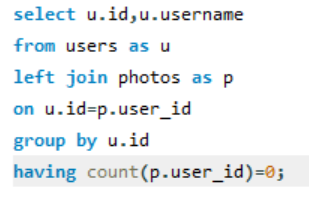 select u.id,u.username
from users as u
left join photos as p
on u.id=p.user_id
group by u.id
having count(p.user_id)=0;